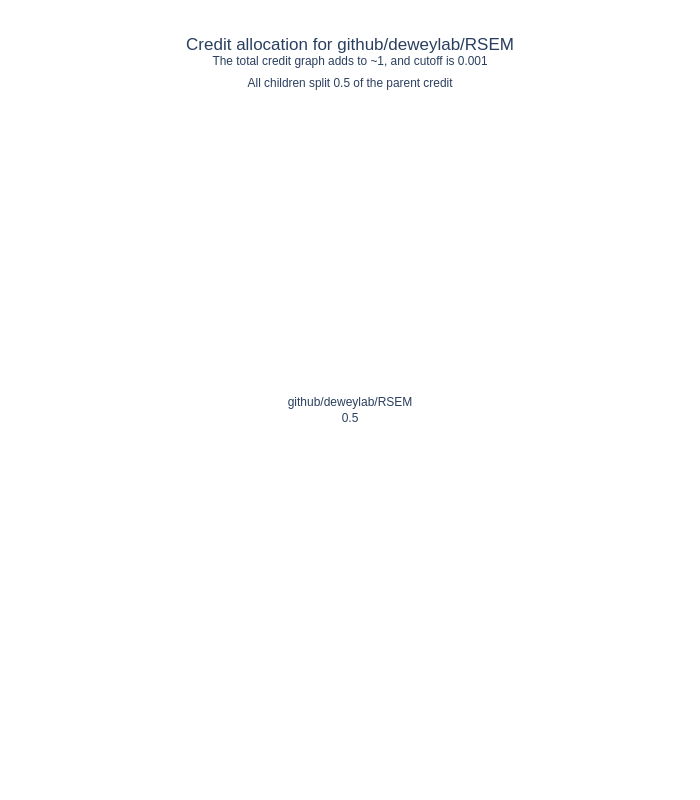 Credit allocation for github/deweylab/RSEM
The total credit graph adds to ~1, and cutoff is 0.001
All children split 0.5 of the parent credit
github/deweylab/RSEM
0.5